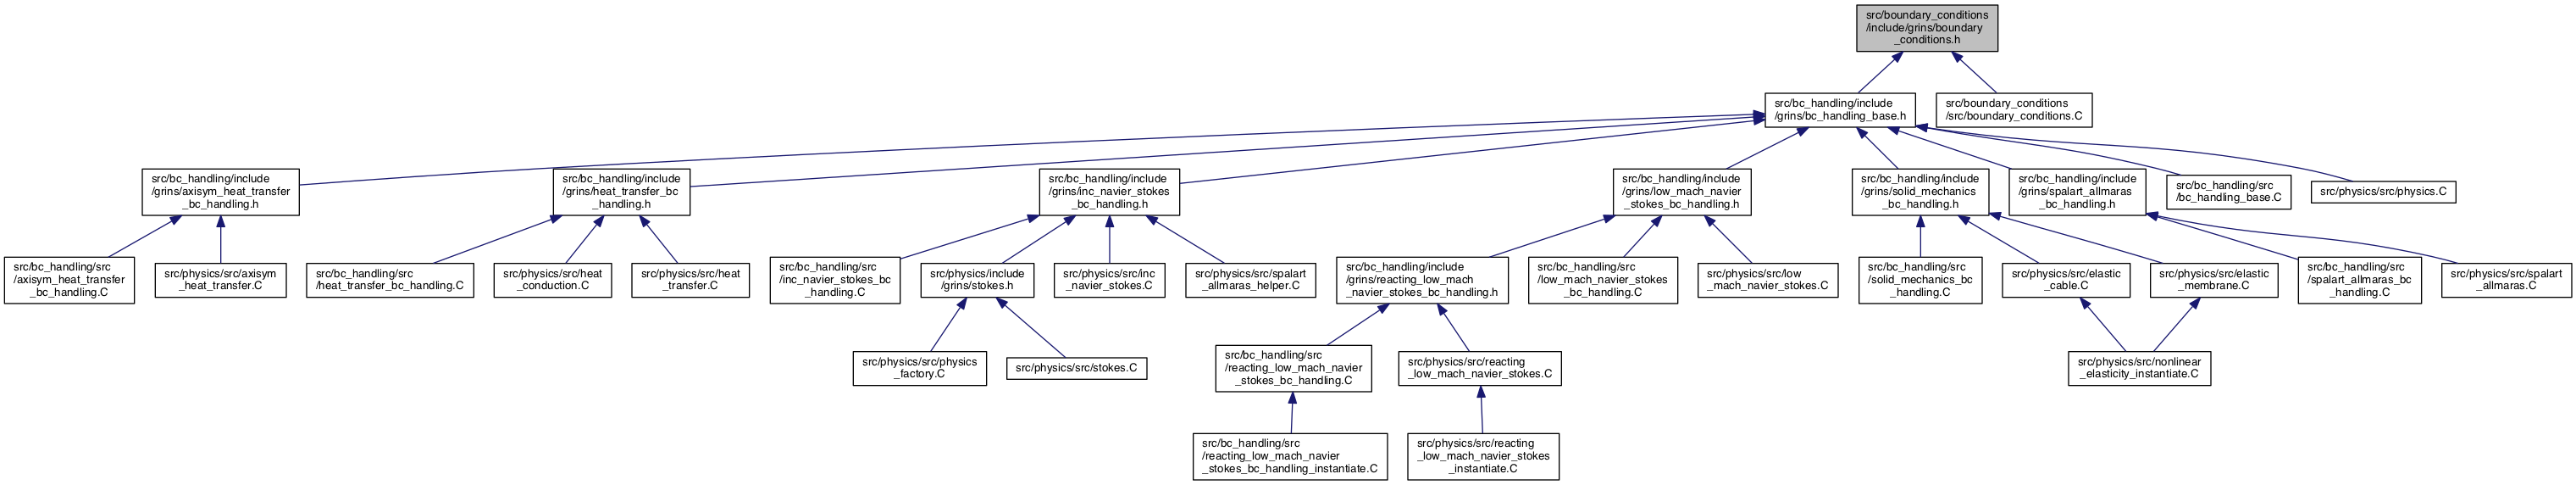 src/boundary_conditions
/include/grins/boundary
_conditions.h
src/bc_handling/include
/grins/bc_handling_base.h
src/boundary_conditions
/src/boundary_conditions.C
src/bc_handling/include
/grins/axisym_heat_transfer
_bc_handling.h
src/bc_handling/include
/grins/heat_transfer_bc
_handling.h
src/bc_handling/include
/grins/inc_navier_stokes
_bc_handling.h
src/bc_handling/include
/grins/low_mach_navier
_stokes_bc_handling.h
src/bc_handling/include
/grins/solid_mechanics
_bc_handling.h
src/bc_handling/include
/grins/spalart_allmaras
_bc_handling.h
src/bc_handling/src
/bc_handling_base.C
src/physics/src/physics.C
src/bc_handling/src
/axisym_heat_transfer
_bc_handling.C
src/physics/src/axisym
_heat_transfer.C
src/bc_handling/src
/heat_transfer_bc_handling.C
src/physics/src/heat
_conduction.C
src/physics/src/heat
_transfer.C
src/bc_handling/src
/inc_navier_stokes_bc
_handling.C
src/physics/include
/grins/stokes.h
src/physics/src/inc
_navier_stokes.C
src/physics/src/spalart
_allmaras_helper.C
src/bc_handling/include
/grins/reacting_low_mach
_navier_stokes_bc_handling.h
src/bc_handling/src
/low_mach_navier_stokes
_bc_handling.C
src/physics/src/low
_mach_navier_stokes.C
src/bc_handling/src
/solid_mechanics_bc
_handling.C
src/physics/src/elastic
_cable.C
src/physics/src/elastic
_membrane.C
src/bc_handling/src
/spalart_allmaras_bc
_handling.C
src/physics/src/spalart
_allmaras.C
src/physics/src/physics
_factory.C
src/physics/src/stokes.C
src/bc_handling/src
/reacting_low_mach_navier
_stokes_bc_handling.C
src/physics/src/reacting
_low_mach_navier_stokes.C
src/physics/src/nonlinear
_elasticity_instantiate.C
src/bc_handling/src
/reacting_low_mach_navier
_stokes_bc_handling_instantiate.C
src/physics/src/reacting
_low_mach_navier_stokes
_instantiate.C